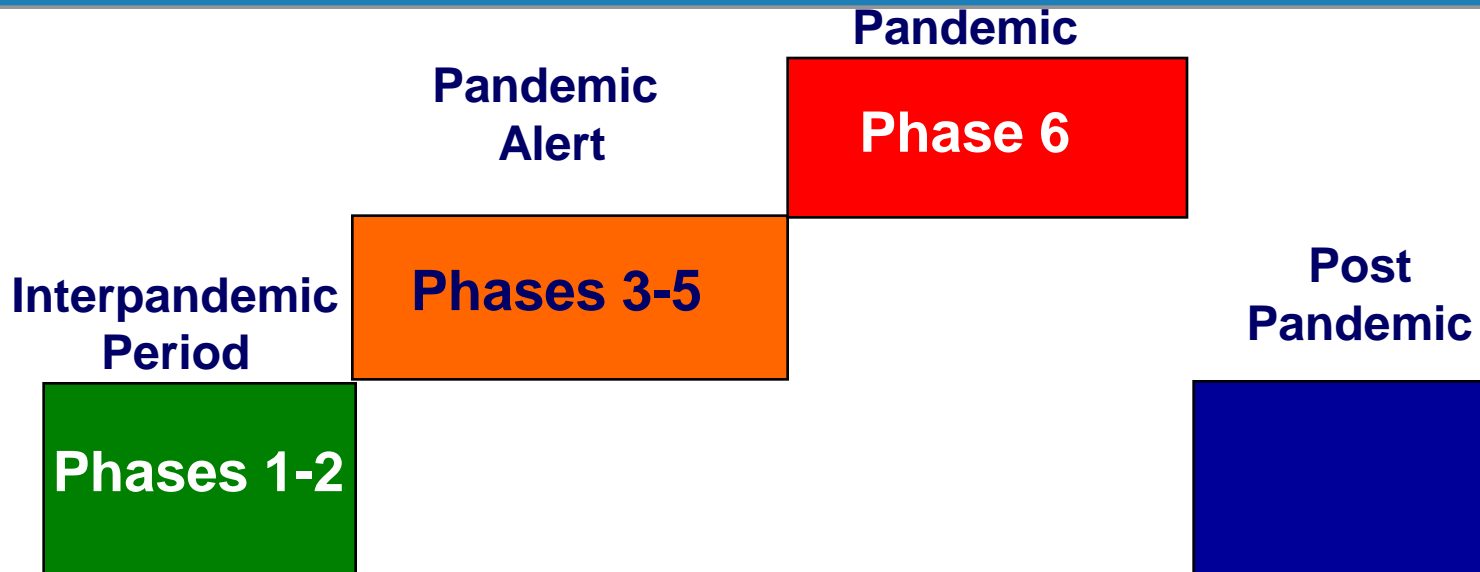 Interpandemic
Period
Phases 1-2
Pandemic
Alert
Phases 3-5
Pandemic
Phase 6
Post
Pandemic